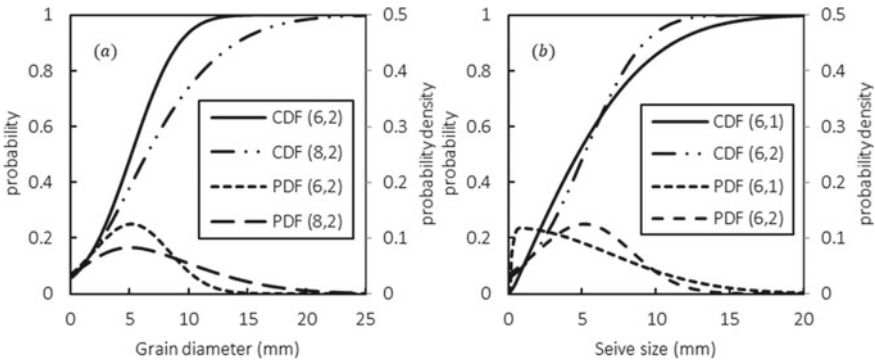 (a)
1
0.8
0.6
0.4
0.2
0
probability
0.5
0.4
0.3
0.2
0.1
0
probability density
CDF (6,2)
CDF (8,2)
PDF (6,2)
PDF (8,2)
0 5 10 15 20 25
Grain diameter (mm)
(b)
1
0.8
0.6
0.4
0.2
0
probability
0.5
0.4
0.3
0.2
0.1
0
probability density
CDF (6,1)
CDF (6,2)
PDF (6,1)
PDF (6,2)
0 5 10 15 20
Seive size (mm)